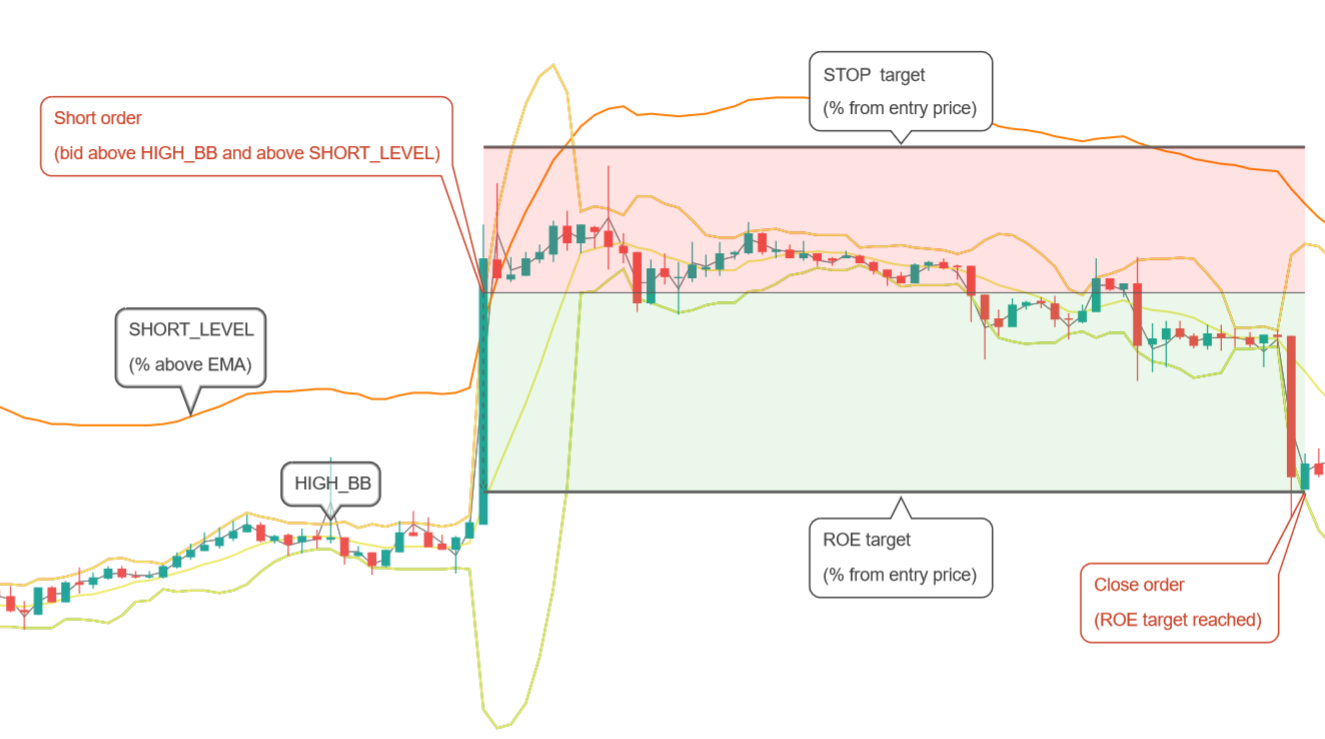 STOP target
(% from entry price)
Short order
(bid above HIGH_BB and above SHORT_LEVEL)
SHORT_LEVEL
(% above EMA)
HIGH_BB
ROE target
(% from entry price)
Close order
(ROE target reached)